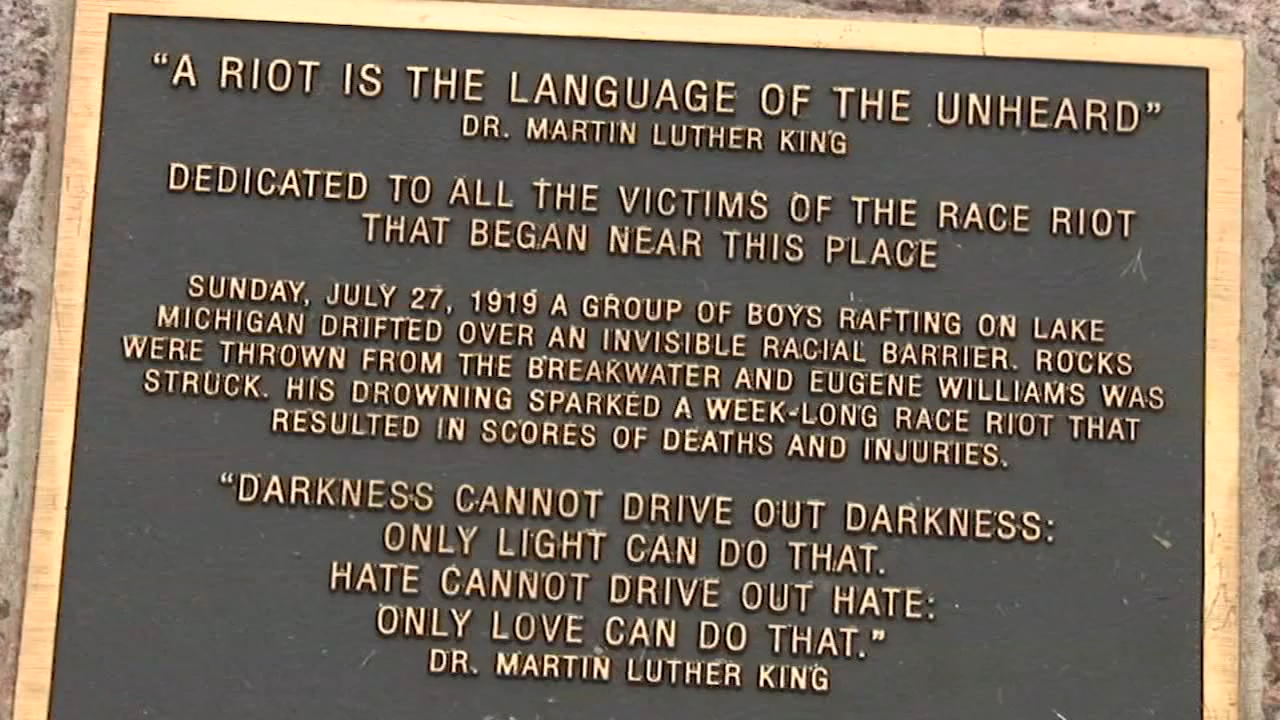 “A RIOT IS THE LANGUAGE OF THE UNHEARD”
DR. MARTIN LUTHER KING
DEDICATED TO ALL THE VICTIMS OF THE RACE RIOT
THAT BEGAN NEAR THIS PLACE
SUNDAY, JULY 27, 1919 A GROUP OF BOYS RAFTING ON LAKE
MICHIGAN DRIFTED OVER AN INVISIBLE RACIAL BARRIER. ROCKS
WERE THROWN FROM THE BREAKWATER AND EUGENE WILLIAMS WAS
STRUCK. HIS DROWNING SPARKED A WEEK-LONG RACE RIOT THAT
RESULTED IN SCORES OF DEATHS AND INJURIES.
“DARKNESS CANNOT DRIVE OUT DARKNESS:
ONLY LIGHT CAN DO THAT.
HATE CANNOT DRIVE OUT HATE:
ONLY LOVE CAN DO THAT.”
DR. MARTIN LUTHER KING